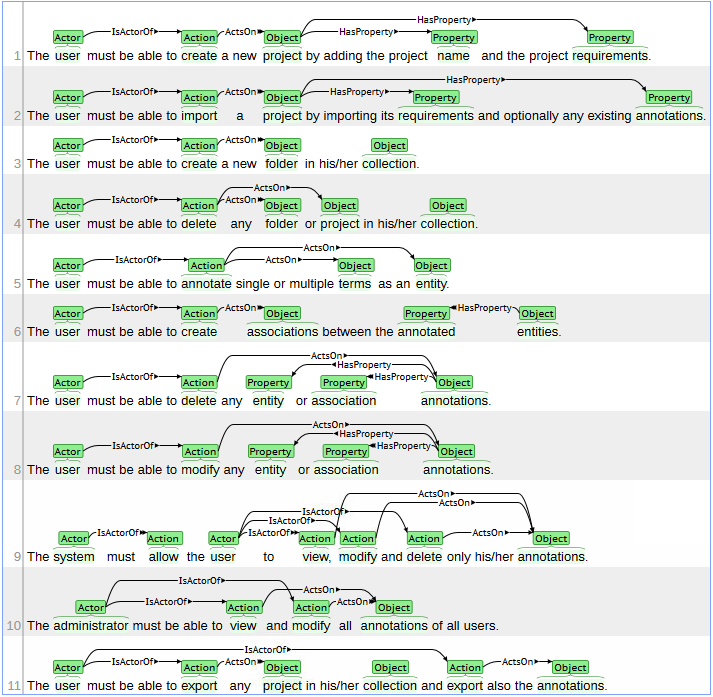 HasProperty
IsActorOf ActsOn HasProperty
Actor Action Object Property Property
1 The user must be able to create a new project by adding the project name and the project requirements.
HasProperty
IsActorOf ActsOn HasProperty
Actor Action Object Property Property
2 The user must be able to import a project by importing its requirements and optionally any existing annotations.
IsActorOf ActsOn
Actor Action Object Object
3 The user must be able to create a new folder in his/her collection.
ActsOn
IsActorOf ActsOn
Actor Action Object Object Object
4 The user must be able to delete any folder or project in his/her collection.
ActsOn
IsActorOf ActsOn
Actor Action Object Object
5 The user must be able to annotate single or multiple terms as an entity.
IsActorOf ActsOn HasProperty
Actor Action Object Property Object
6 The user must be able to create associations between the annotated entities.
ActsOn
HasProperty
IsActorOf HasProperty
Actor Action Property Property Object
7 The user must be able to delete any entity or association annotations.
ActsOn
HasProperty
IsActorOf HasProperty
Actor Action Property Property Object
8 The user must be able to modify any entity or association annotations.
ActsOn
ActsOn
IsActorOf
IsActorOf
IsActorOf IsActorOf ActsOn
Actor Action Actor Action Action Action Object
9 The system must allow the user to view, modify and delete only his/her annotations.
IsActorOf
ActsOn
IsActorOf ActsOn
Actor Action Action Object
10 The administrator must be able to view and modify all annotations of all users.
IsActorOf
IsActorOf ActsOn ActsOn
Actor Action Object Object Action Object
11 The user must be able to export any project in his/her collection and export also the annotations.